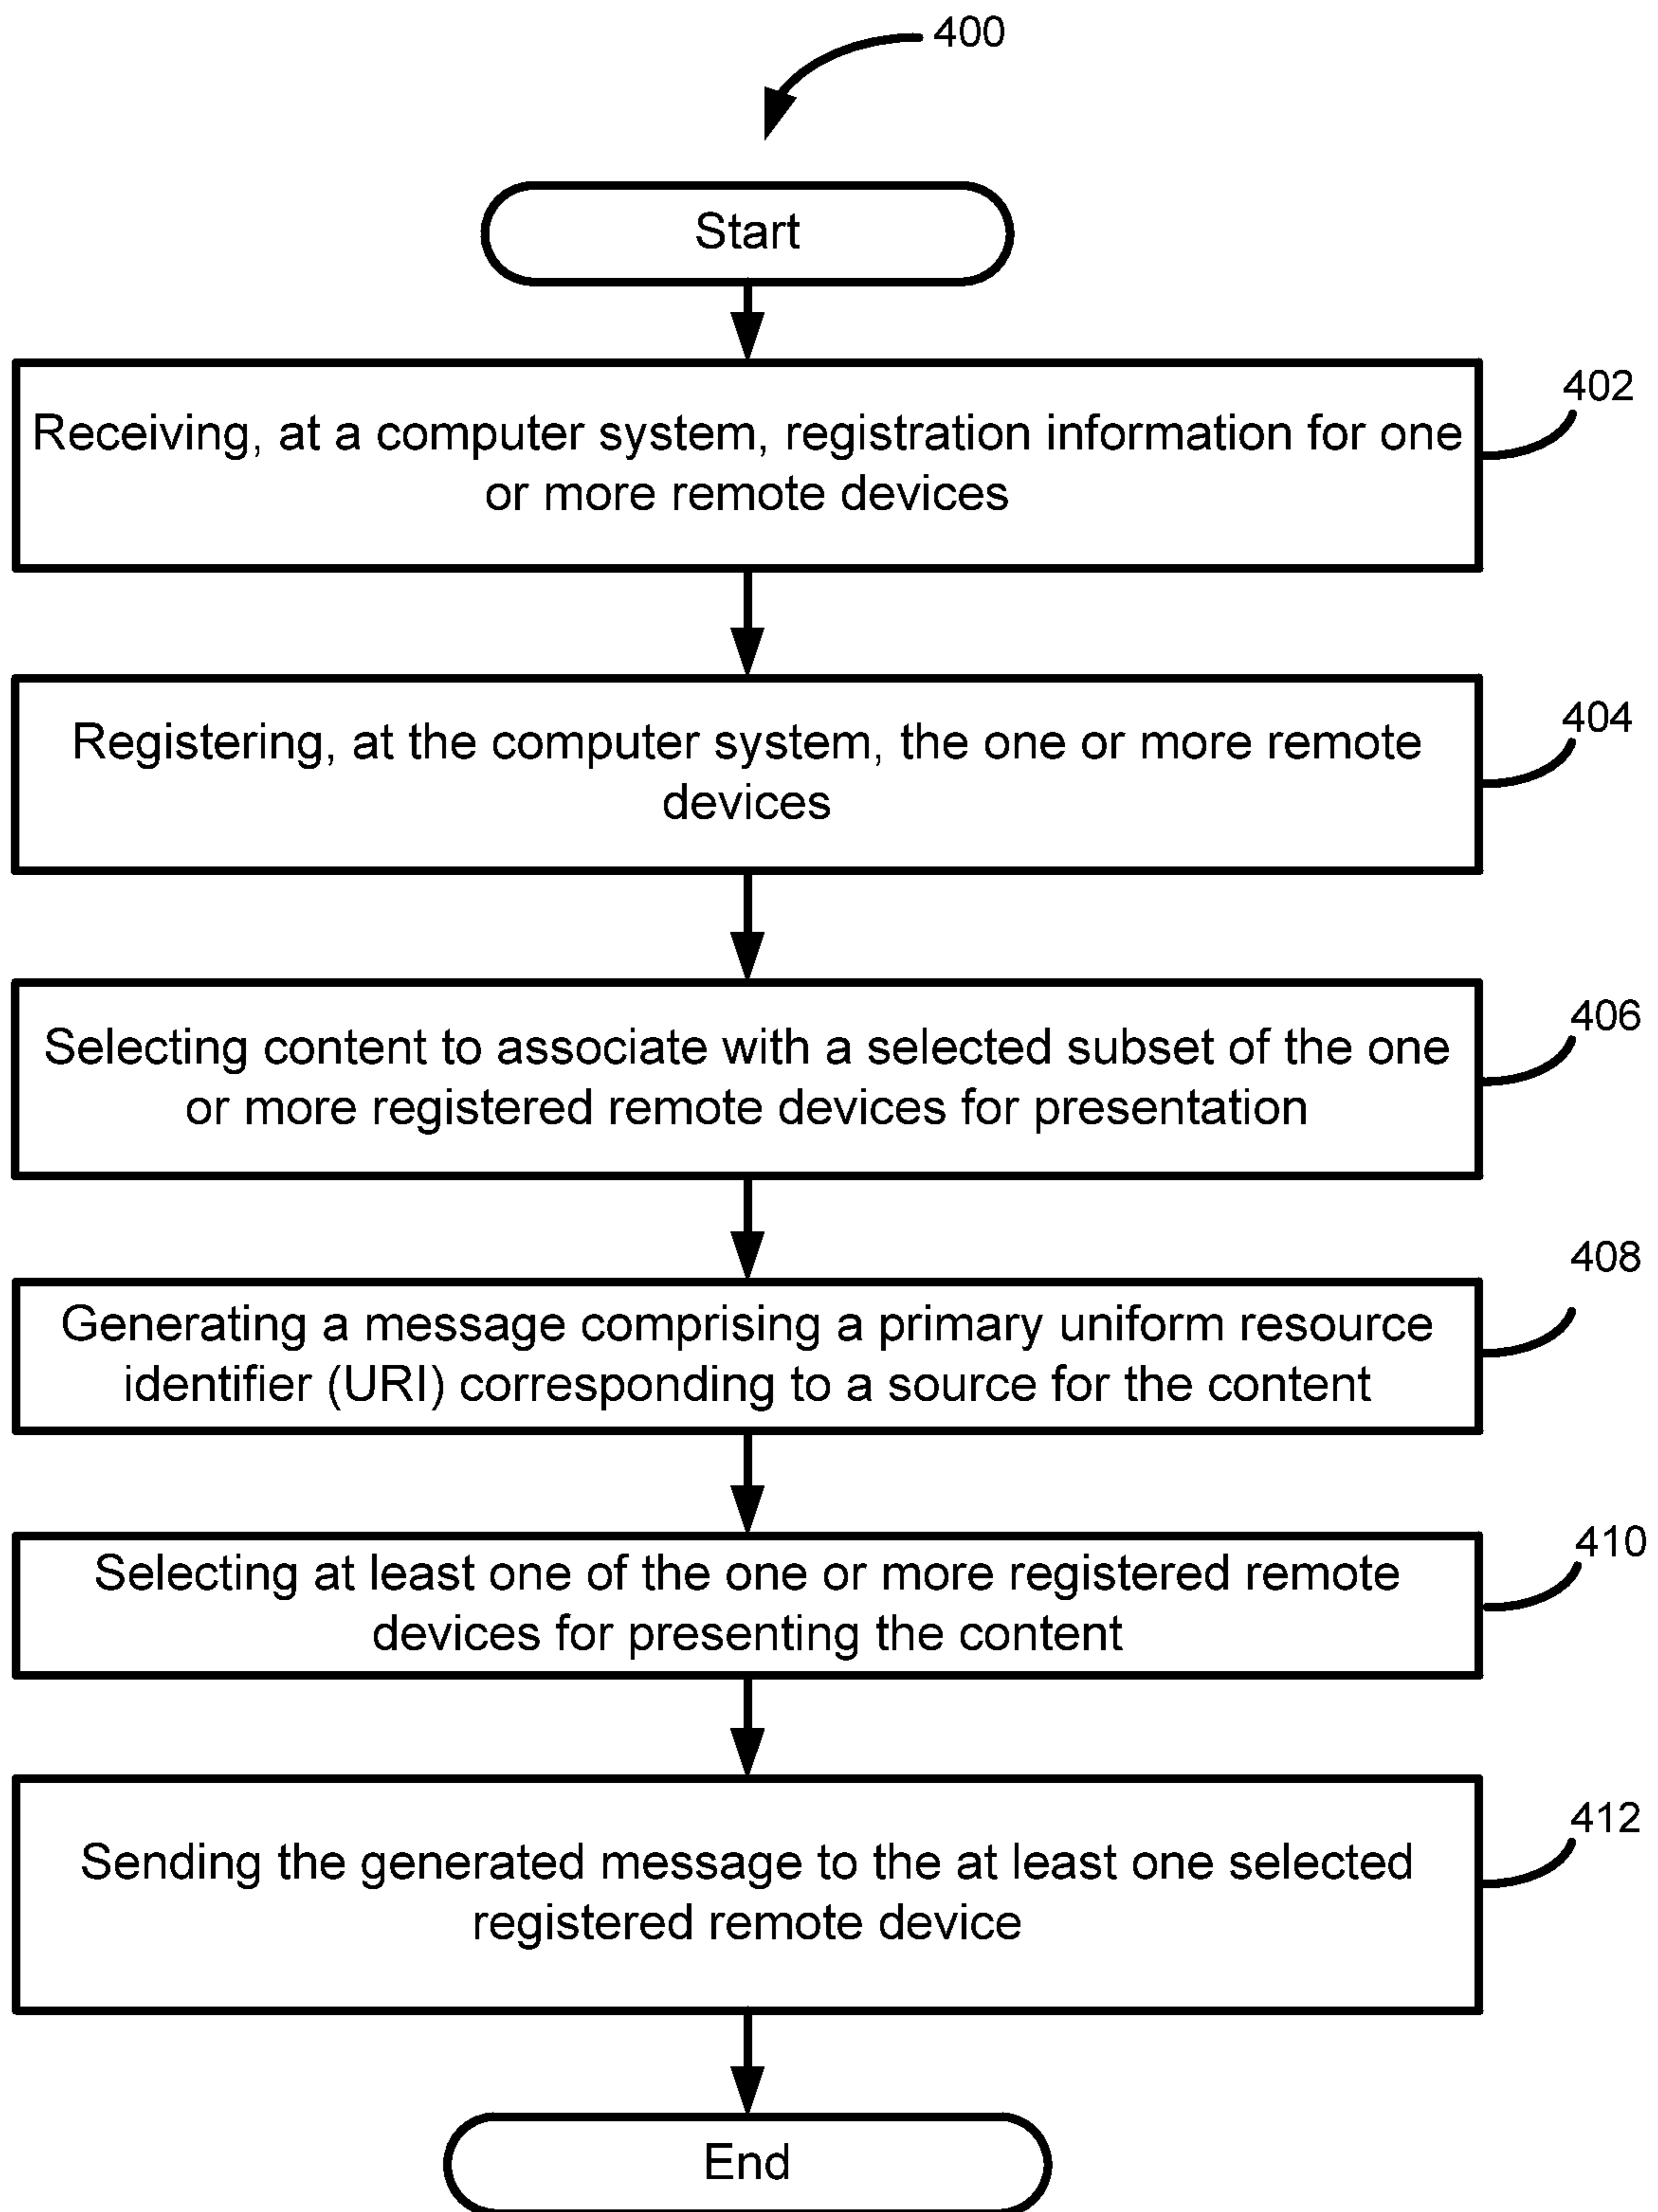 400
Start
402
Receiving, at a computer system, registration information for one
or more remote devices
404
Registering, at the computer system, the one or more remote
devices
406
Selecting content to associate with a selected subset of the one
or more registered remote devices for presentation
408
Generating a message comprising a primary uniform resource
identifier (URI) corresponding to a source for the content
410
Selecting at least one of the one or more registered remote
devices for presenting the content
412
Sending the generated message to the at least one selected
registered remote device
End